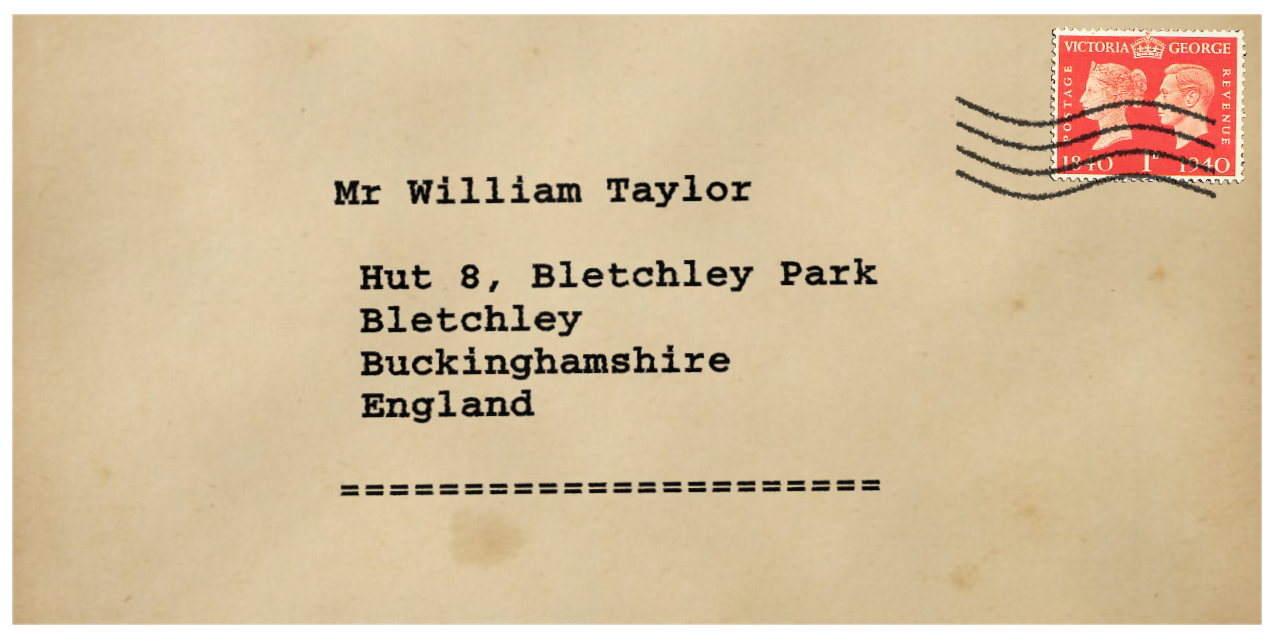 VICTORIA GEORGE
POSTAGE
REVENUE
1840 1D 1940
Mr William Taylor
Hut 8, Bletchley Park
Bletchley
Buckinghamshire
England
======================